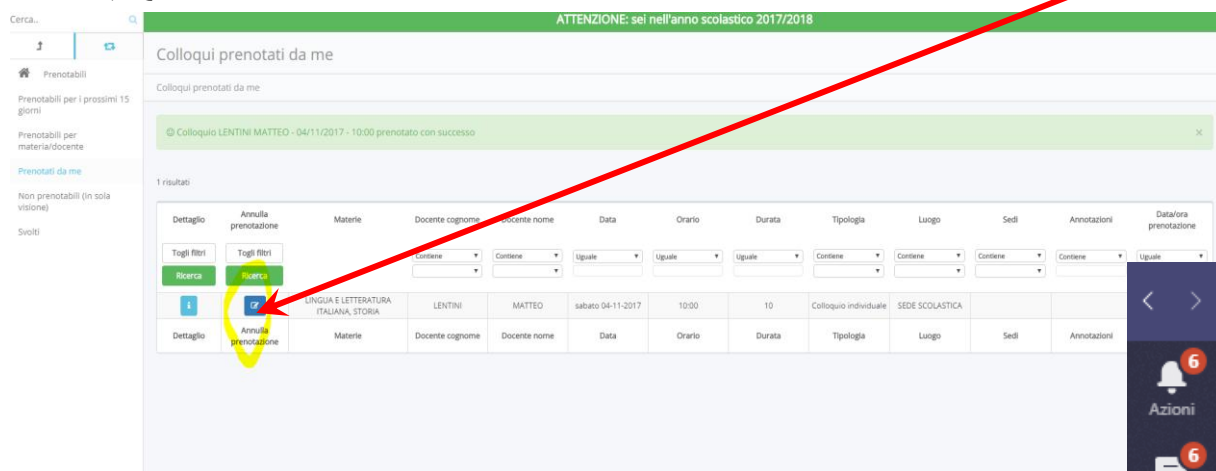 Cerca..
ATTENZIONE: sei nell'anno scolastico 2017/2018
Prenotabili
Prenotabili per i prossimi 15
giorni
Prenotabili per
materia/docente
Prenotati da me
Non prenotabili (in sola
visione)
Svolti
Colloqui prenotati da me
Colloqui prenotati da me
Colloquio LENTINI MATTEO - 04/11/2017 - 10:00 prenotato con successo ×
1 risultati
Dettaglio Annulla prenotazione Materie Docente cognome Docente nome Data Orario Durata Tipologia Luogo Sedi Annotazioni Data/ora prenotazione
Togli filtri Togli filtri Contiene Contiene Uguale Uguale Uguale Contiene Contiene Contiene Contiene Uguale
Ricerca Ricerca
i LINGUA E LETTERATURA ITALIANA, STORIA LENTINI MATTEO sabato 04-11-2017 10:00 10 Colloquio individuale SEDE SCOLASTICA
Dettaglio Annulla prenotazione Materie Docente cognome Docente nome Data Orario Durata Tipologia Luogo Sedi Annotazioni
6
Azioni
6